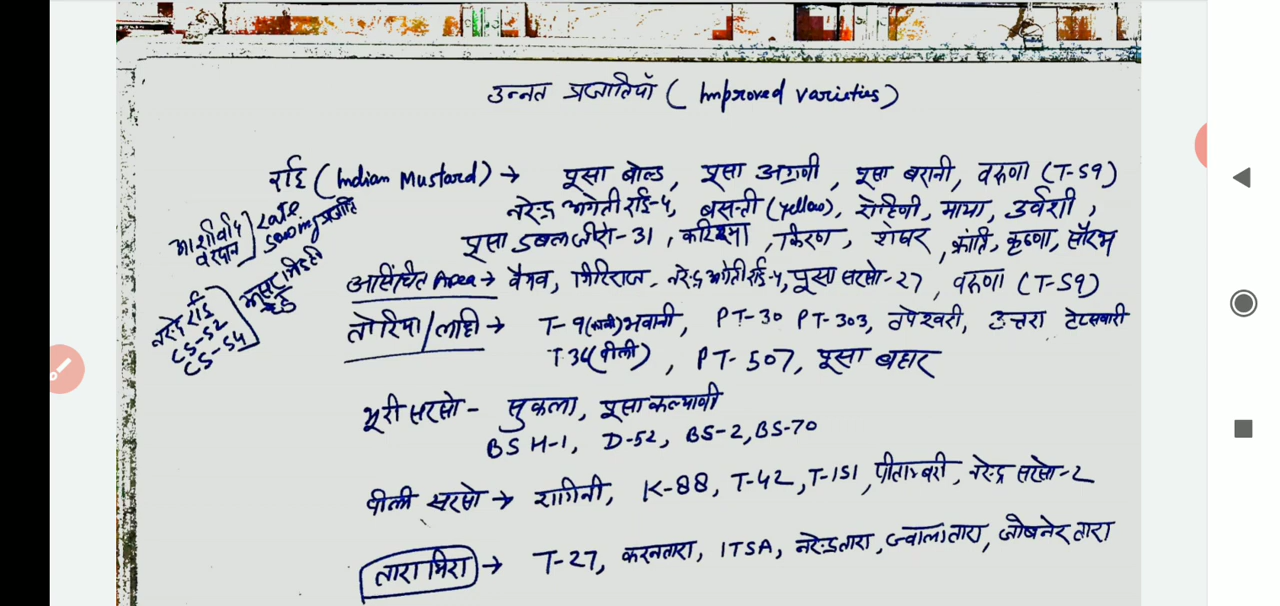 उन्नत प्रजातियाँ ( Improved varieties)
राई ( Indian Mustard) → पूसा बोल्ड, पूसा अग्रणी, पूसा बरानी, वरुणा (T-59)
नरेन्द्र अगेती राई-4, बसन्ती (yellow), रोहिणी, माया, उर्वशी,
पूसा डबल जीरो-31, करिश्मा, किरण, शेखर, क्रांति, कृष्णा, सौरभ
आशीर्वाद
वरदान
Late sowing प्रजाति
असिंचित Area → वैभव, गिरिराज, नरेन्द्र अगेती राई-4, पूसा सरसो-27, वरुणा (T-59)
नरेन्द्र राई
CS-52
CS-54
तोरिया/लाही → T-9 भवानी, PT-30 PT-303, तपेश्वरी, उत्तरा
T-36 (पीली), PT-507, पूसा बहार
भूरी सरसो - सुकला, पूसा कल्यानी
BS H-1, D-52, BS-2, BS-70
पीली सरसो → रागिनी, K-88, T-42, T-151, पीताम्बरी, नरेन्द्र सरसो-2
तारा मिरा → T-27, करनतारा, ITSA, नरेन्द्रतारा, ज्वालातारा, जोबनेर तारा